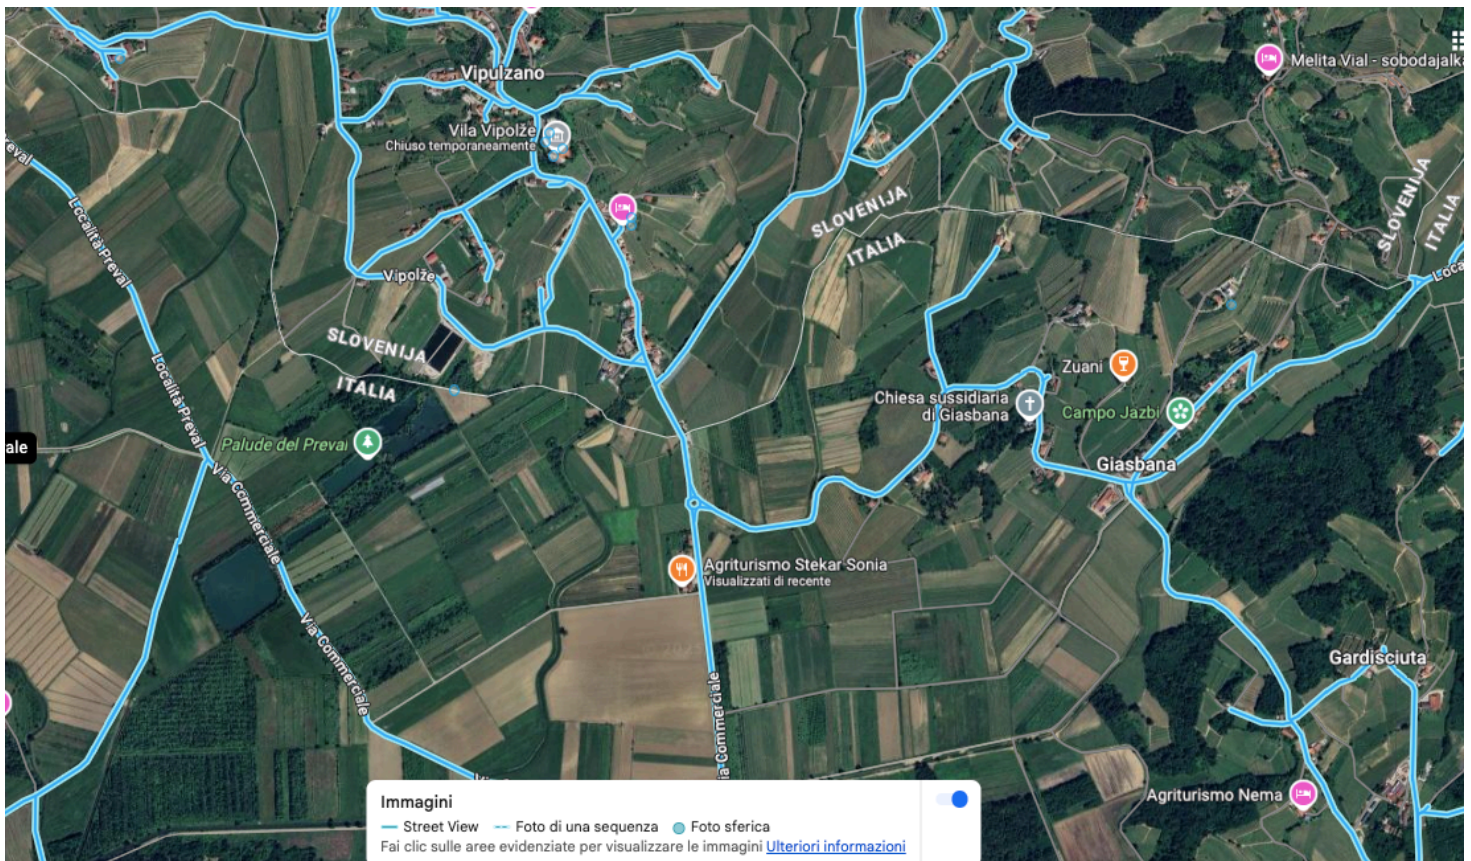 Vipulzano
Melita Vial - sobodajalka
Vila Vipolže
Chiuso temporaneamente
Località Preval
SLOVENIJA
ITALIA
SLOVENIJA
ITALIA
Vipolže
SLOVENIJA
ITALIA
Località Preval
Zuani
Chiesa sussidiaria
di Giasbana
Campo Jazbi
Palude del Preval
ale
Giasbana
Via Commerciale
Agriturismo Stekar Sonia
Visualizzati di recente
Via Commerciale
Gardisciuta
Via Commerciale
Agriturismo Nema
Immagini
Street View
Foto di una sequenza
Foto sferica
Fai clic sulle aree evidenziate per visualizzare le immagini Ulteriori informazioni